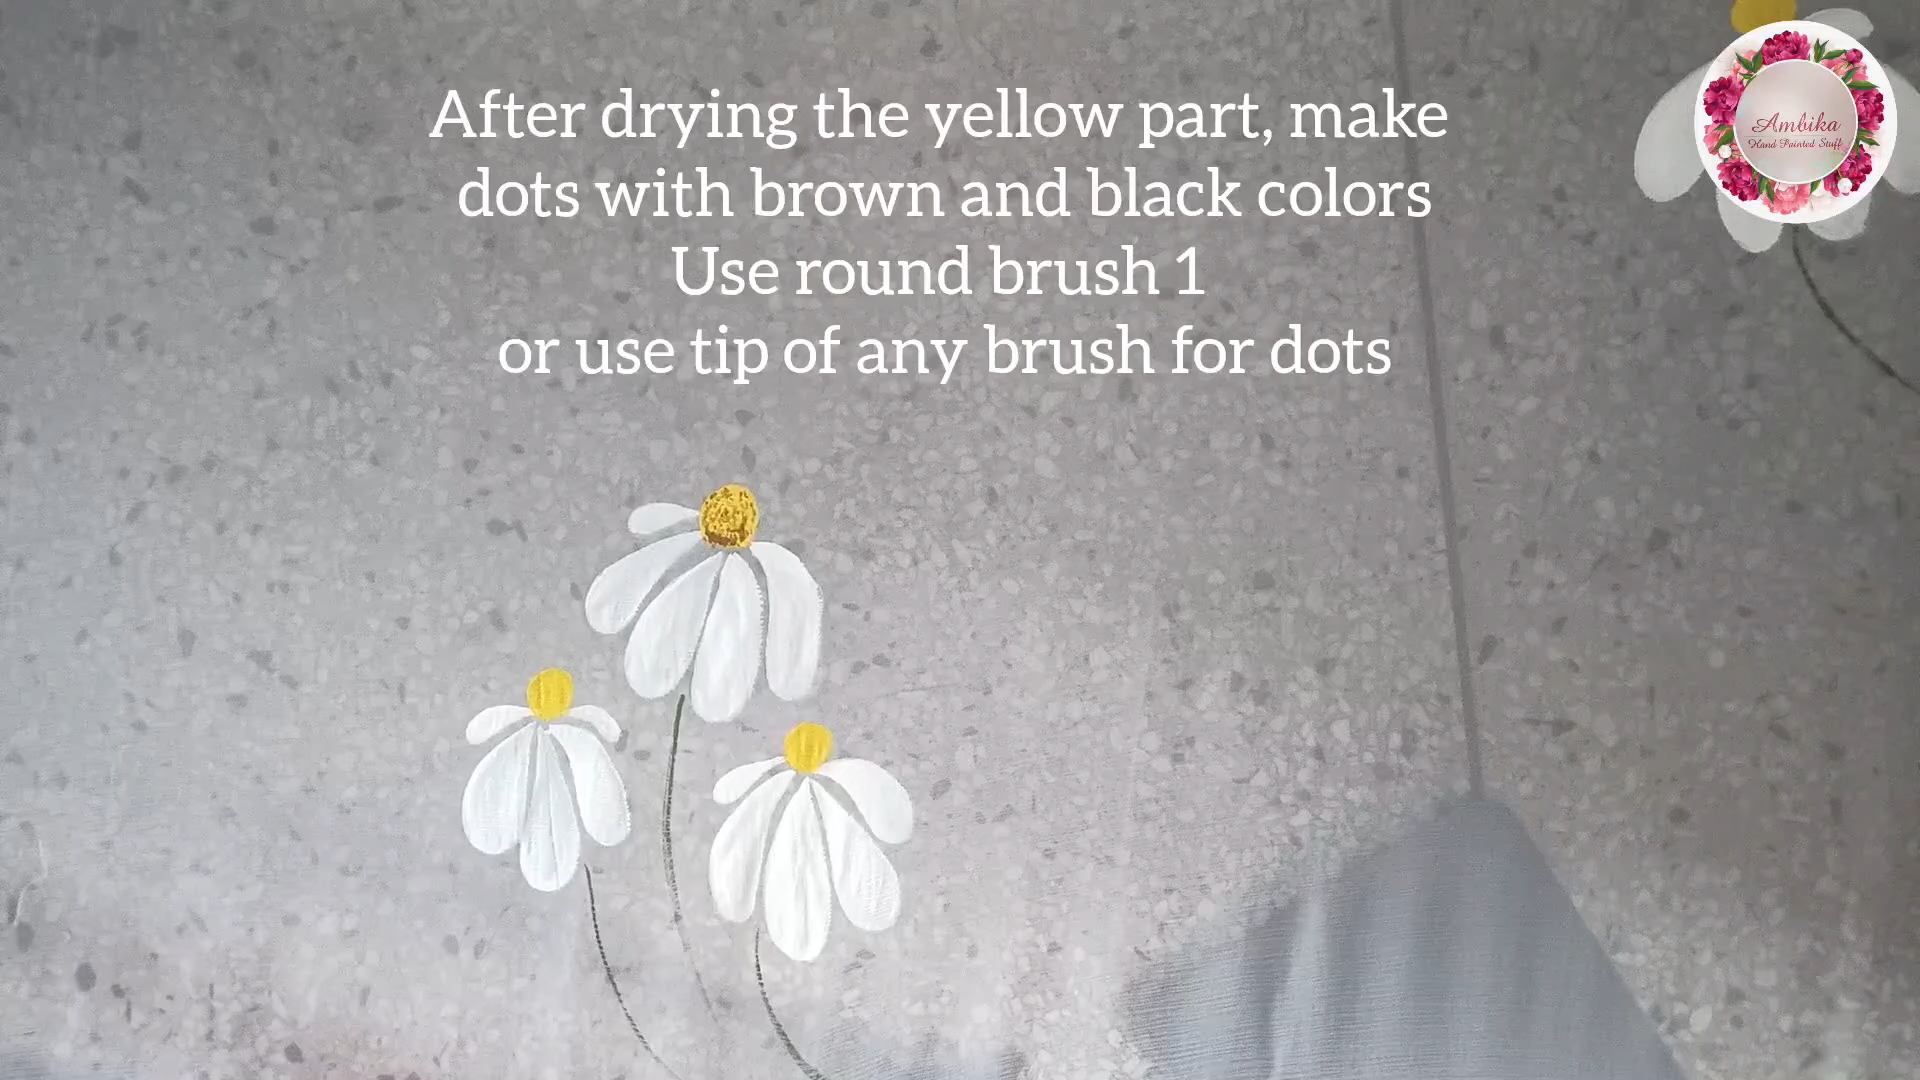 After drying the yellow part, make
dots with brown and black colors
Use round brush 1
or use tip of any brush for dots
Ambika
Hand Painted Stuff